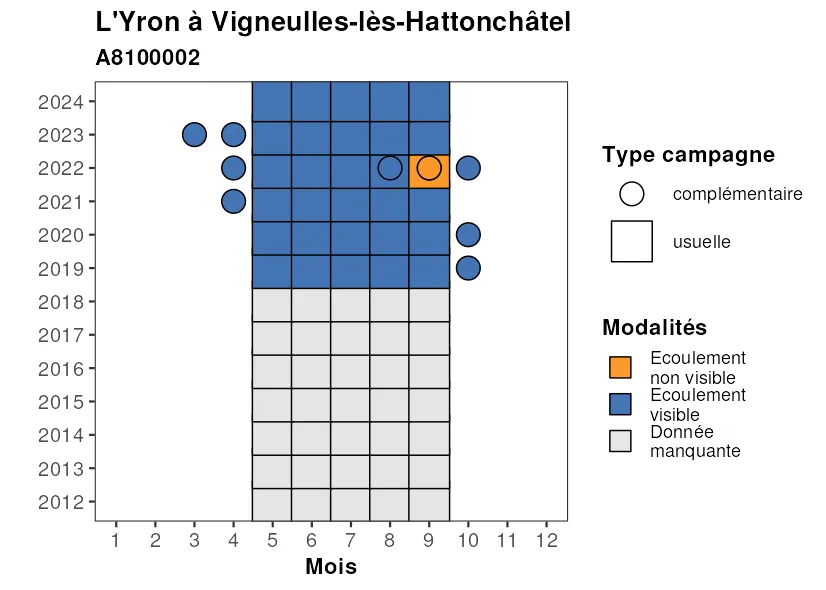 L'Yron à Vigneulles-lès-Hattonchâtel
A8100002
2024
2023
2022
2021
2020
2019
2018
2017
2016
2015
2014
2013
2012
1 2 3 4 5 6 7 8 9 10 11 12
Mois
Type campagne
complémentaire
usuelle
Modalités
Ecoulement
non visible
Ecoulement
visible
Donnée
manquante